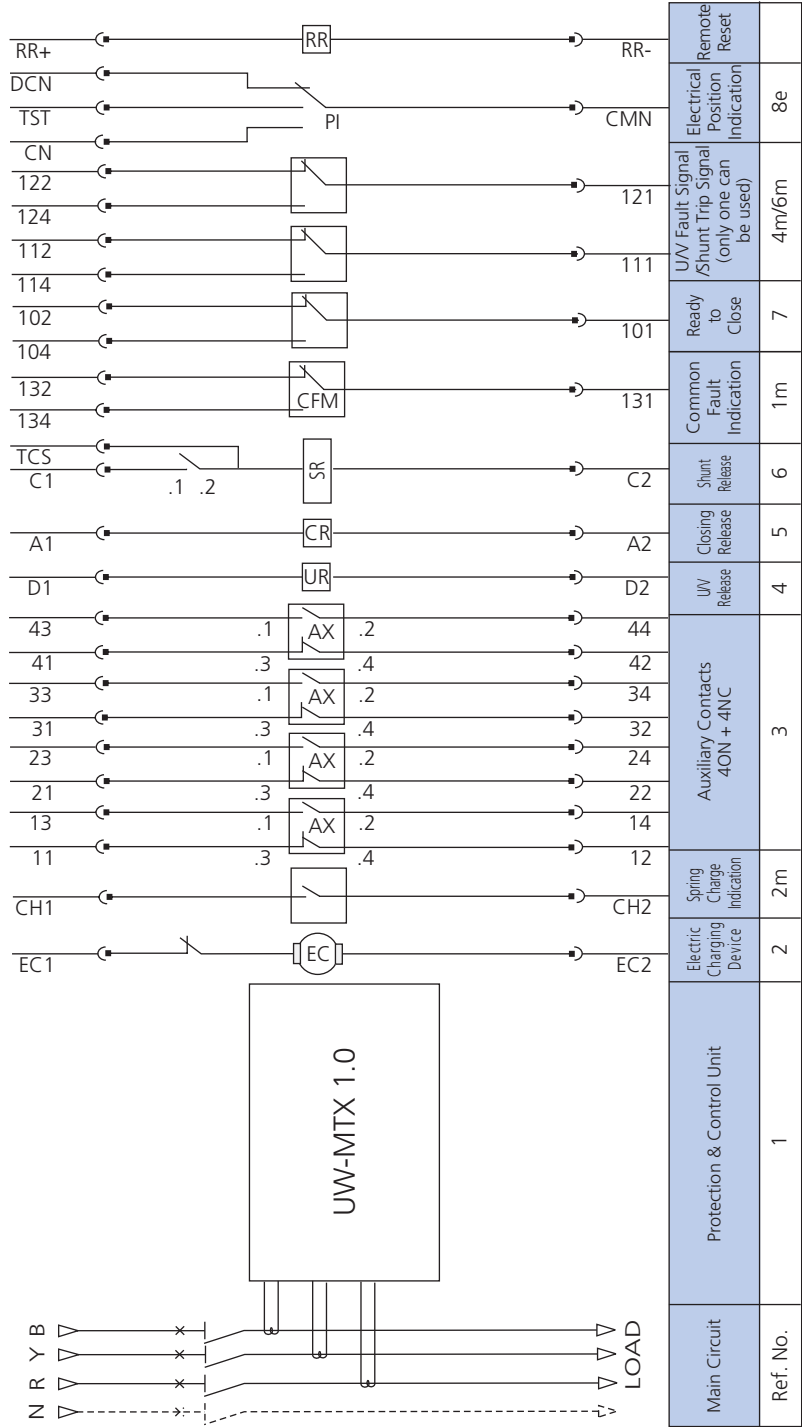 RR+
RR
RR-
Remote
Reset
DCN
TST
CN
PI
CMN
Electrical
Position
Indication
8e
122
124
121
112
114
111
U/V Fault Signal
/Shunt Trip Signal
(only one can
be used)
4m/6m
102
104
101
Ready
to
Close
7
132
134
CFM
131
Common
Fault
Indication
1m
TCS
C1
.1 .2
SR
C2
Shunt
Release
6
A1
CR
A2
Closing
Release
5
D1
UR
D2
U/V
Release
4
43 .1 AX .2 44
41 .3 .4 42
33 .1 AX .2 34
31 .3 .4 32
23 .1 AX .2 24
21 .3 .4 22
13 .1 AX .2 14
11 .3 .4 12
Auxiliary Contacts
4ON + 4NC
3
CH1
CH2
Spring
Charge
Indication
2m
EC1
EC
EC2
Electric
Charging
Device
2
UW-MTX 1.0
Protection & Control Unit
1
N R Y B
LOAD
Main Circuit
Ref. No.